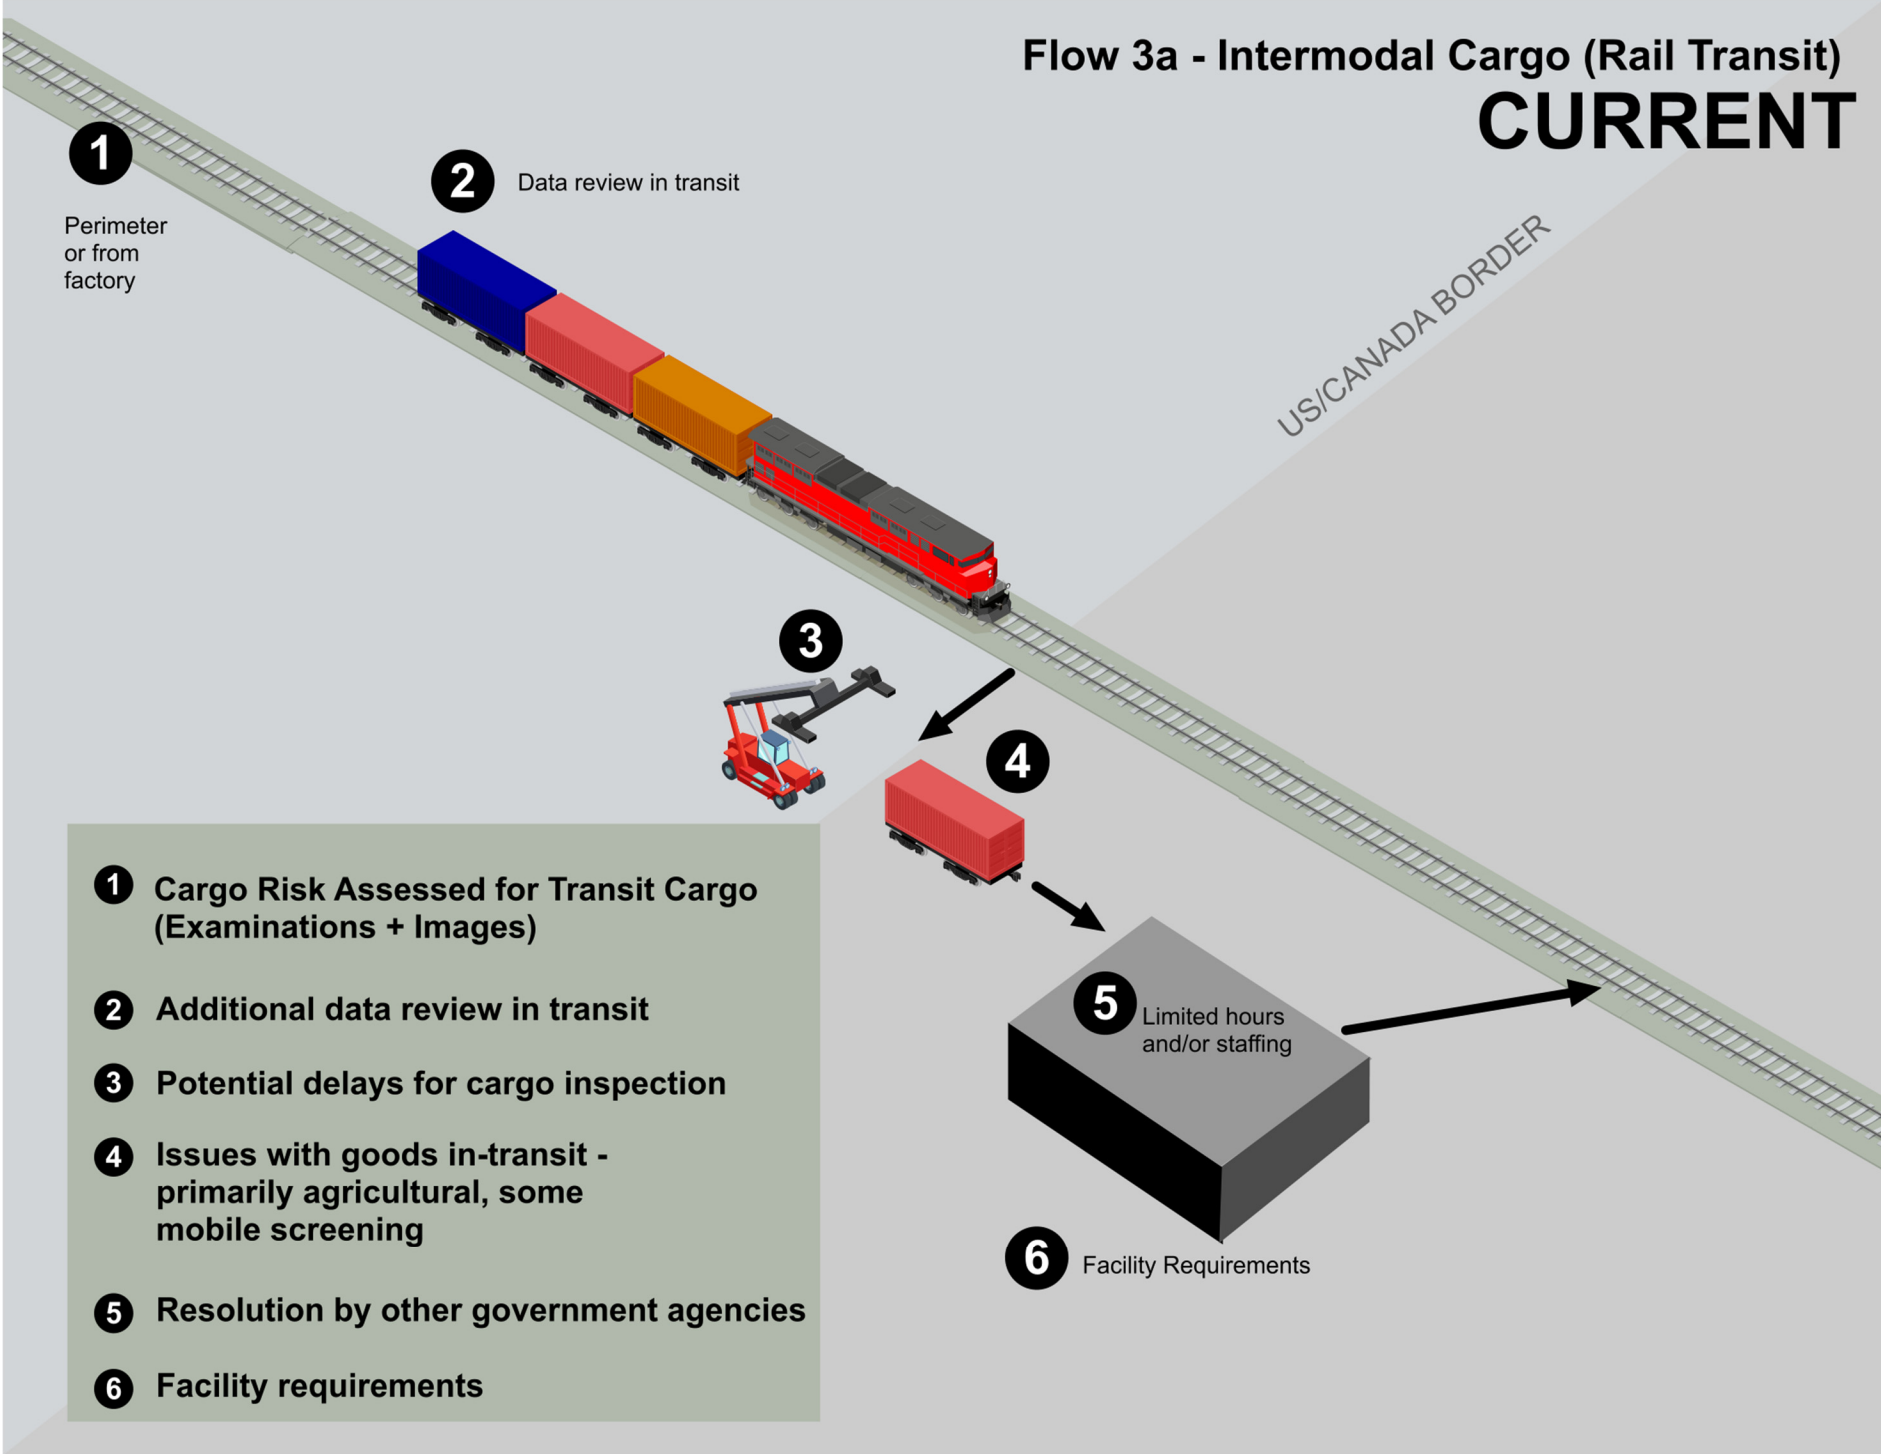 Flow 3a - Intermodal Cargo (Rail Transit)
CURRENT
1
Perimeter
or from
factory
2
Data review in transit
US/CANADA BORDER
3
4
5
Limited hours
and/or staffing
6
Facility Requirements
1
Cargo Risk Assessed for Transit Cargo
(Examinations + Images)
2
Additional data review in transit
3
Potential delays for cargo inspection
4
Issues with goods in-transit -
primarily agricultural, some
mobile screening
5
Resolution by other government agencies
6
Facility requirements